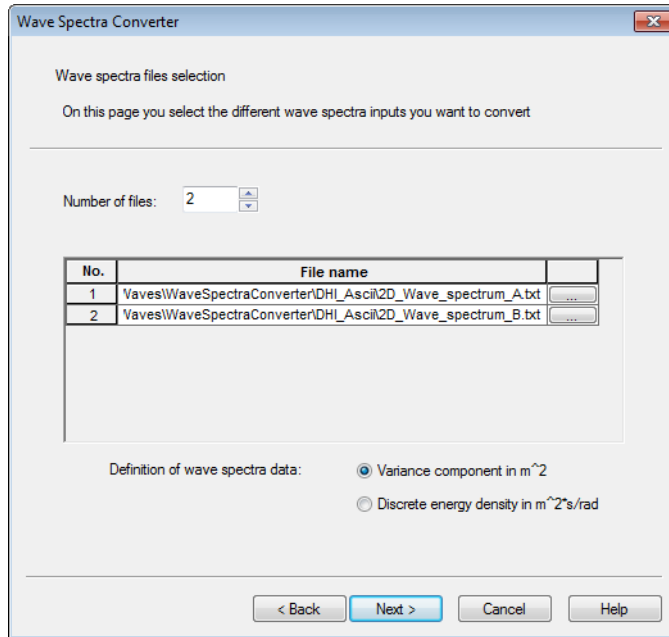 Wave Spectra Converter
Wave spectra files selection
On this page you select the different wave spectra inputs you want to convert
Number of files: 2
No. File name
1 Waves\WaveSpectraConverter\DHI_Ascii\2D_Wave_spectrum_A.txt ...
2 Waves\WaveSpectraConverter\DHI_Ascii\2D_Wave_spectrum_B.txt ...
Definition of wave spectra data: Variance component in m^2
Discrete energy density in m^2*s/rad
< Back Next > Cancel Help